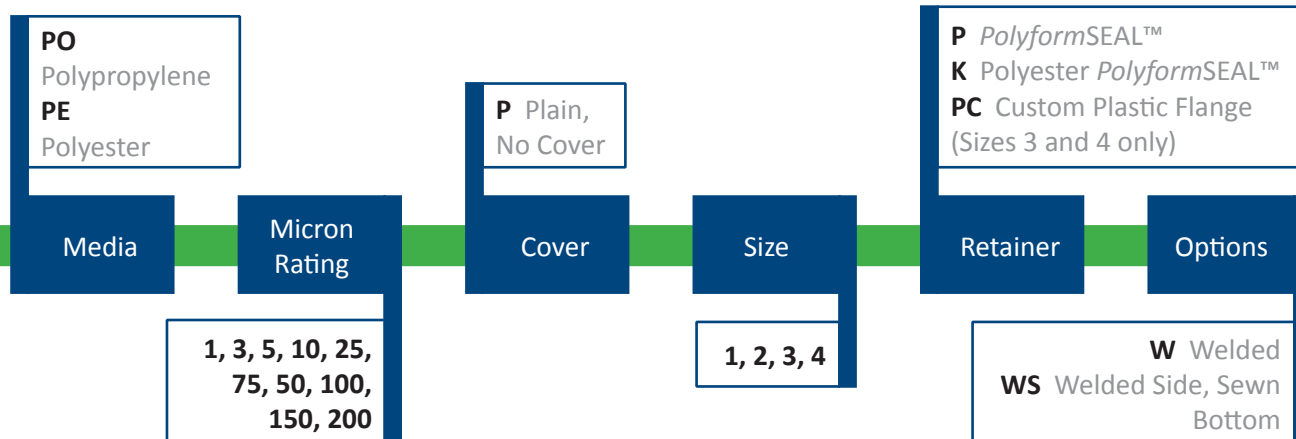 PO
Polypropylene
PE
Polyester
P Plain,
No Cover
P PolyformSEAL™
K Polyester PolyformSEAL™
PC Custom Plastic Flange
(Sizes 3 and 4 only)
Media
Micron
Rating
Cover
Size
Retainer
Options
1, 3, 5, 10, 25,
75, 50, 100,
150, 200
1, 2, 3, 4
W Welded
WS Welded Side, Sewn
Bottom